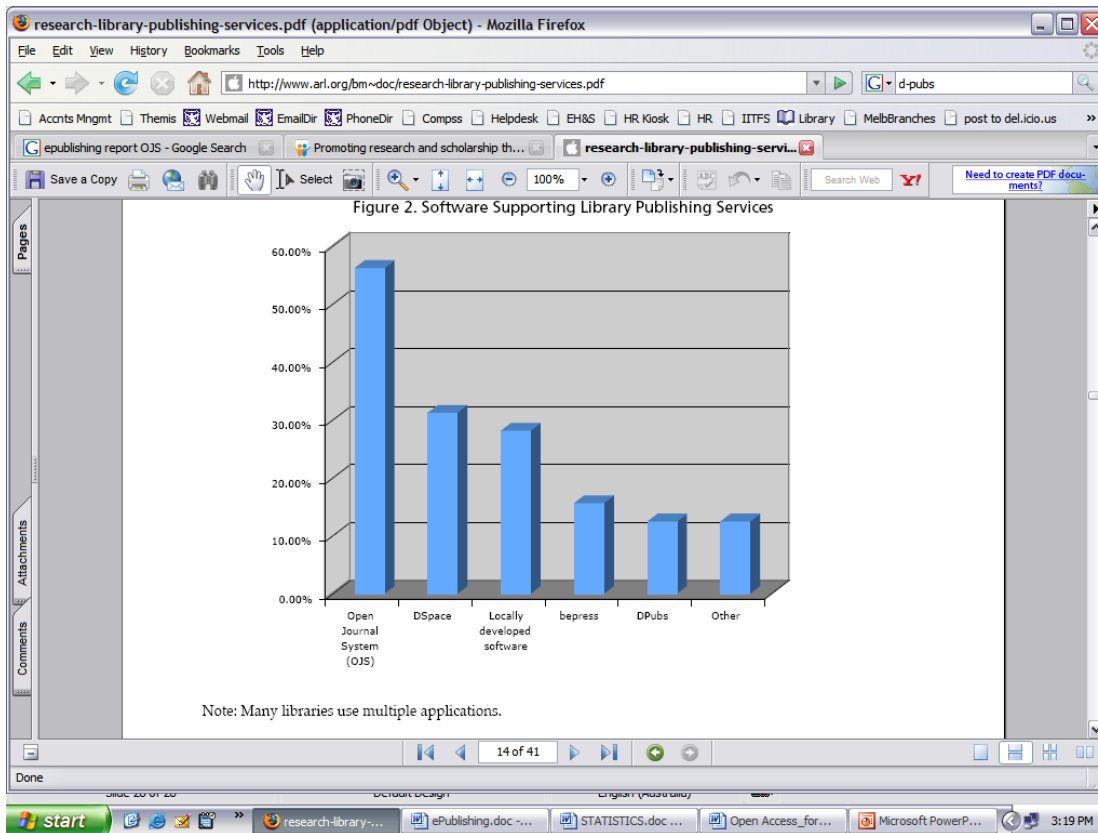 research-library-publishing-services.pdf (application/pdf Object) - Mozilla Firefox
File Edit View History Bookmarks Tools Help
http://www.arl.org/bm~doc/research-library-publishing-services.pdf G d-pubs
Accnts Mngmt Themis Webmail EmailDir PhoneDir Compss Helpdesk EH&S HR Kiosk HR IITFS Library MelbBranches post to del.icio.us »
G epublishing report OJS - Google Search Promoting research and scholarship th... research-library-publishing-servi...
Save a Copy Select 100% Search Web Y! Need to create PDF docu-
ments?
Pages
Attachments
Comments
Figure 2. Software Supporting Library Publishing Services
60.00%
50.00%
40.00%
30.00%
20.00%
10.00%
0.00%
Open
Journal
System
(OJS)
DSpace
Locally
developed
software
bepress
DPubs
Other
Note: Many libraries use multiple applications.
14 of 41
Done
Default Design English (Australia)
start » research-library-... ePublishing.doc -... STATISTICS.doc ... Open Access_for... Microsoft PowerP... 3:19 PM